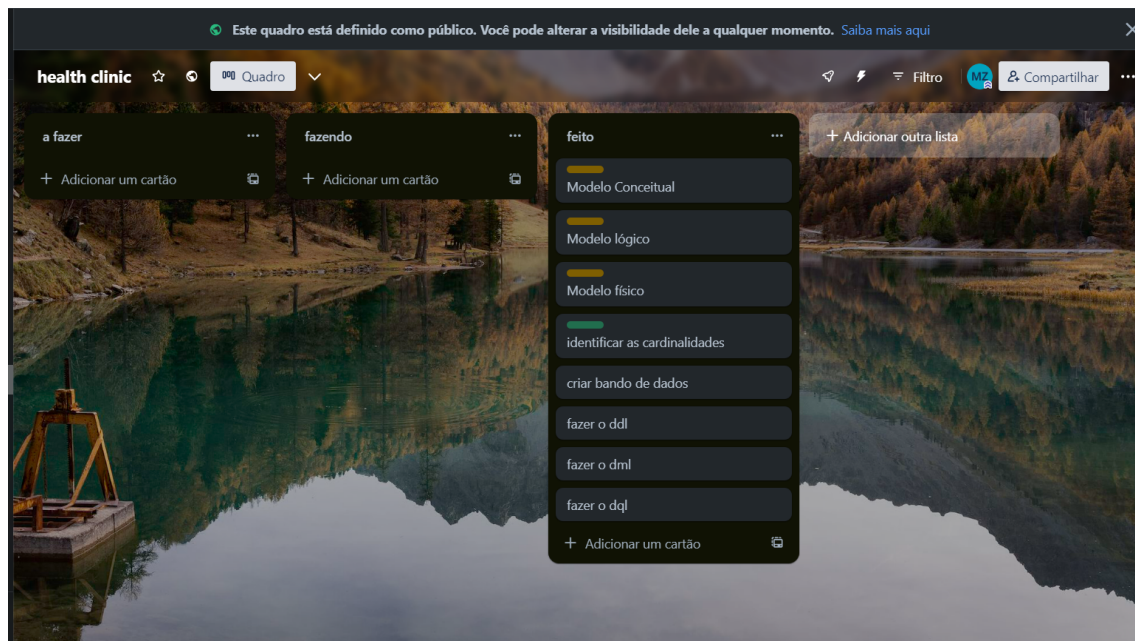 Este quadro está definido como público. Você pode alterar a visibilidade dele a qualquer momento. Saiba mais aqui
health clinic Quadro Filtro MZ Compartilhar
a fazer
Adicionar um cartão
fazendo
Adicionar um cartão
feito
Modelo Conceitual
Modelo lógico
Modelo físico
identificar as cardinalidades
criar bando de dados
fazer o ddl
fazer o dml
fazer o dql
Adicionar um cartão
Adicionar outra lista